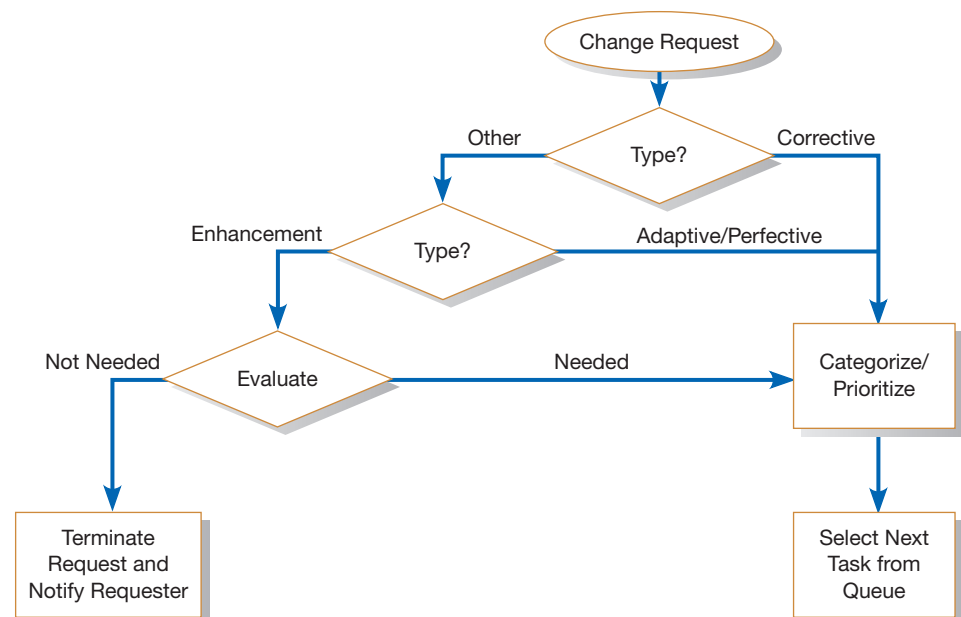 Change Request
Other
Corrective
Type?
Enhancement
Adaptive/Perfective
Type?
Not Needed
Needed
Evaluate
Categorize/
Prioritize
Terminate
Request and
Notify Requester
Select Next
Task from
Queue